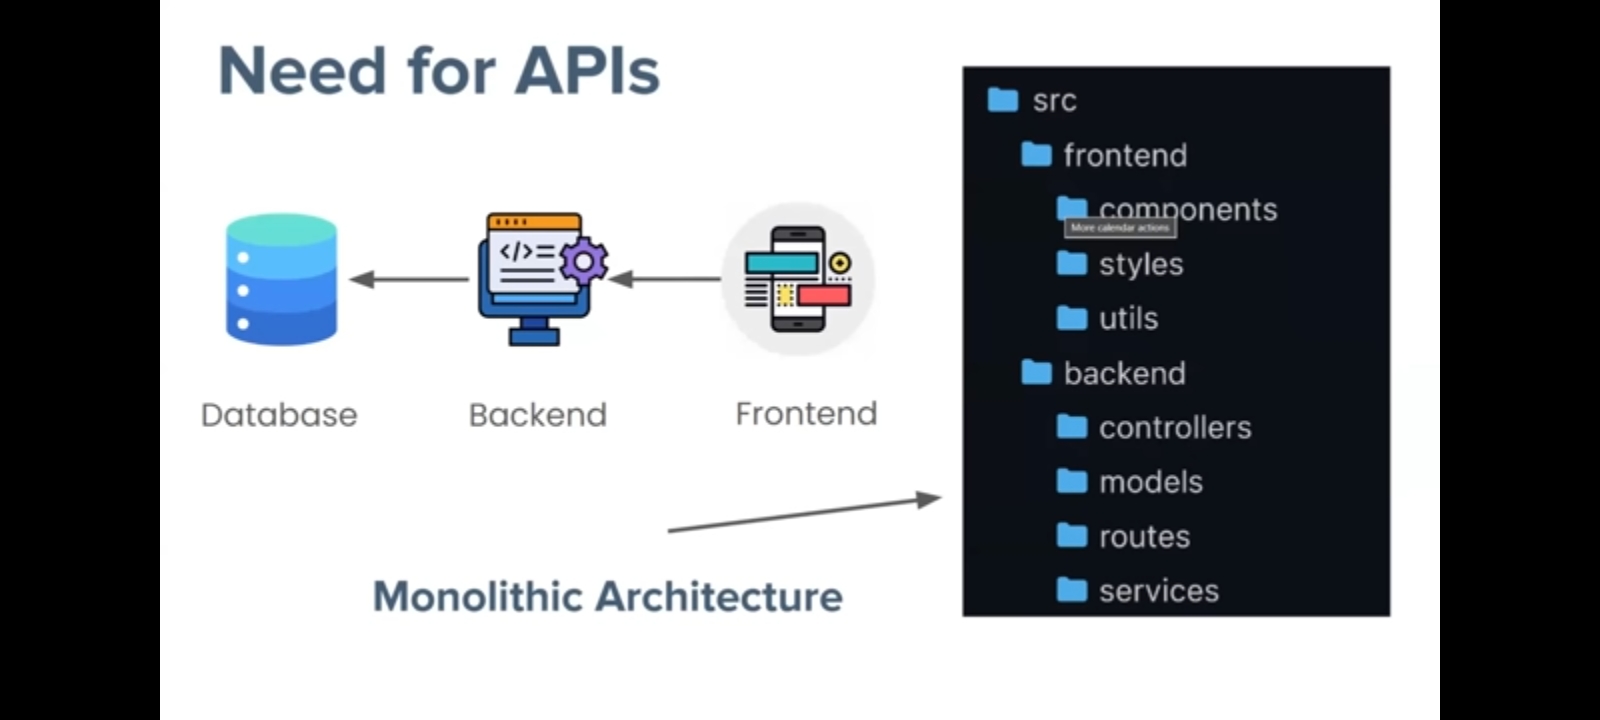 Need for APIs
Database
Backend
Frontend
Monolithic Architecture
src
frontend
components
More calendar actions
styles
utils
backend
controllers
models
routes
services